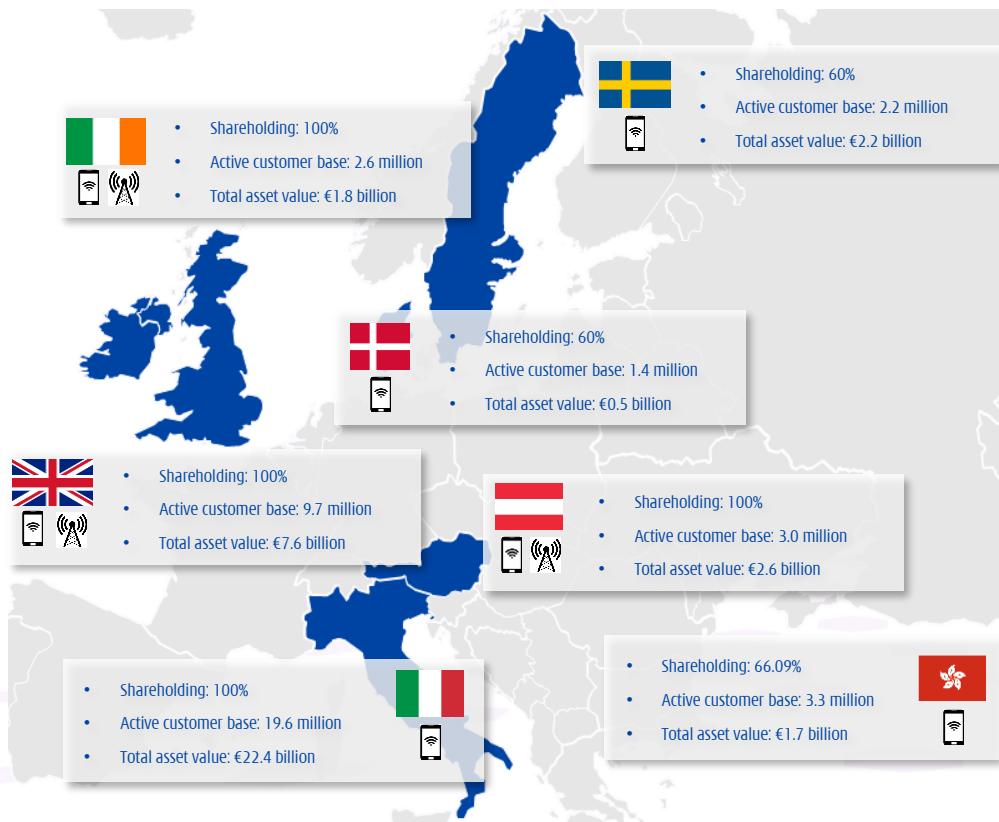 • Shareholding: 60%
• Active customer base: 2.2 million
• Total asset value: €2.2 billion
• Shareholding: 100%
• Active customer base: 2.6 million
• Total asset value: €1.8 billion
• Shareholding: 60%
• Active customer base: 1.4 million
• Total asset value: €0.5 billion
• Shareholding: 100%
• Active customer base: 9.7 million
• Total asset value: €7.6 billion
• Shareholding: 100%
• Active customer base: 3.0 million
• Total asset value: €2.6 billion
• Shareholding: 100%
• Active customer base: 19.6 million
• Total asset value: €22.4 billion
• Shareholding: 66.09%
• Active customer base: 3.3 million
• Total asset value: €1.7 billion